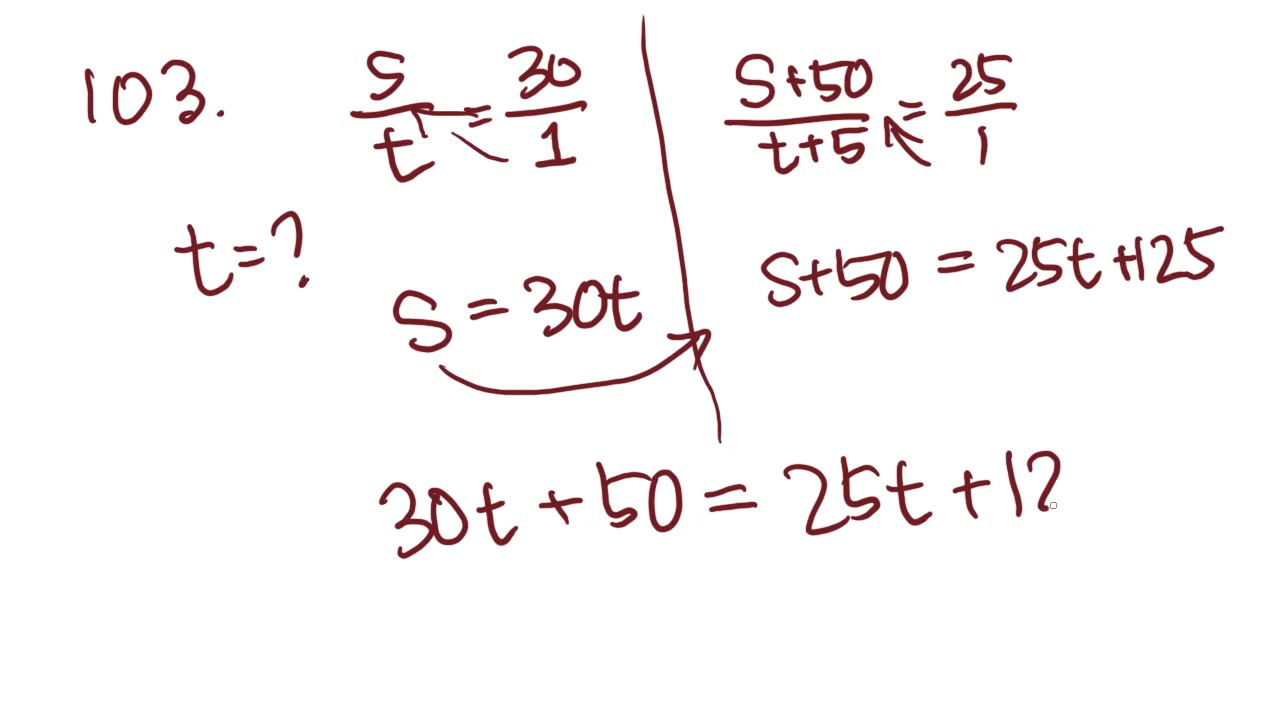 103.
s/t = 30/1
s+50/t+5 = 25/1
t=?
s = 30t
s+50 = 25t+125
30t+50 = 25t+12